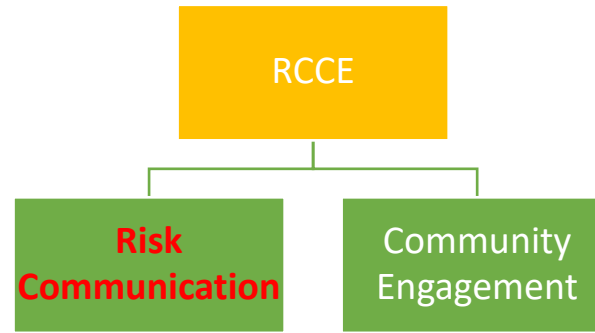 RCCE
Risk
Communication
Community
Engagement